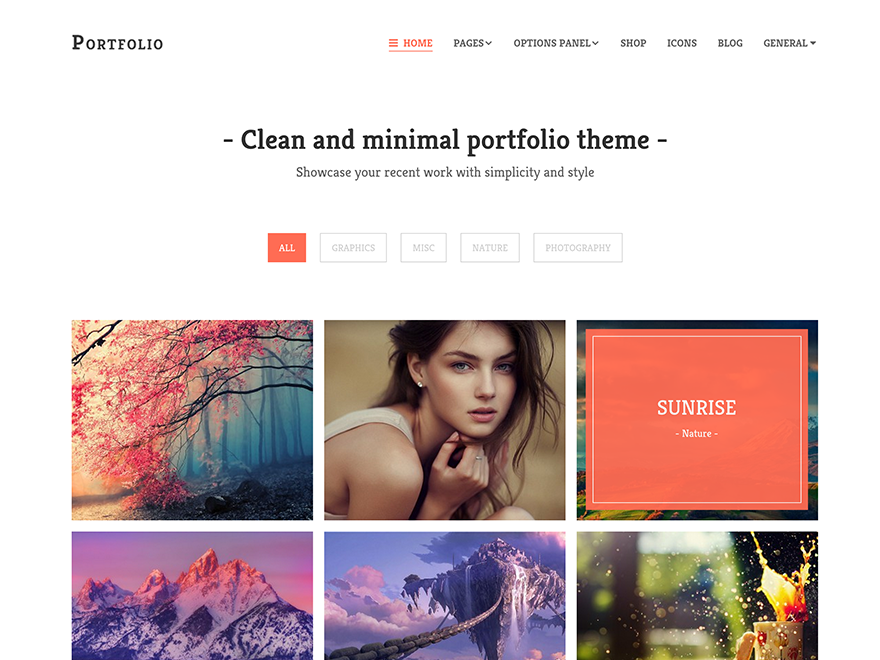 Portfolio
HOME PAGES OPTIONS PANEL SHOP ICONS BLOG GENERAL
- Clean and minimal portfolio theme -
Showcase your recent work with simplicity and style
ALL GRAPHICS MISC NATURE PHOTOGRAPHY
SUNRISE
- Nature -